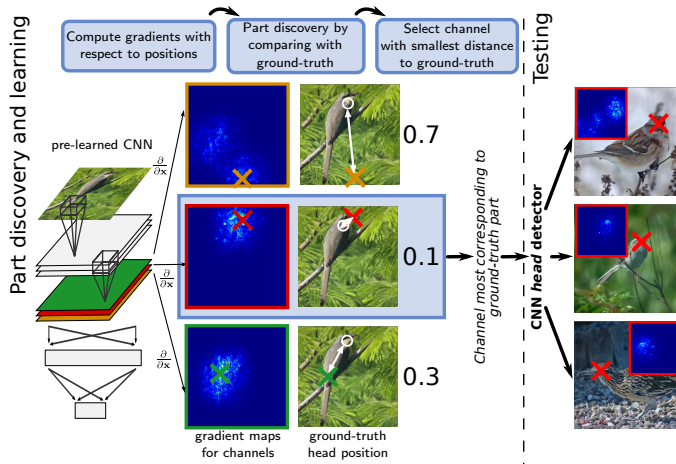 Compute gradients with
respect to positions
Part discovery by
comparing with
ground-truth
Select channel
with smallest distance
to ground-truth
Part discovery and learning
pre-learned CNN
∂/∂x
∂/∂x
∂/∂x
0.7
0.1
0.3
gradient maps
for channels
ground-truth
head position
Channel most corresponding to
ground-truth part
Testing
CNN head detector